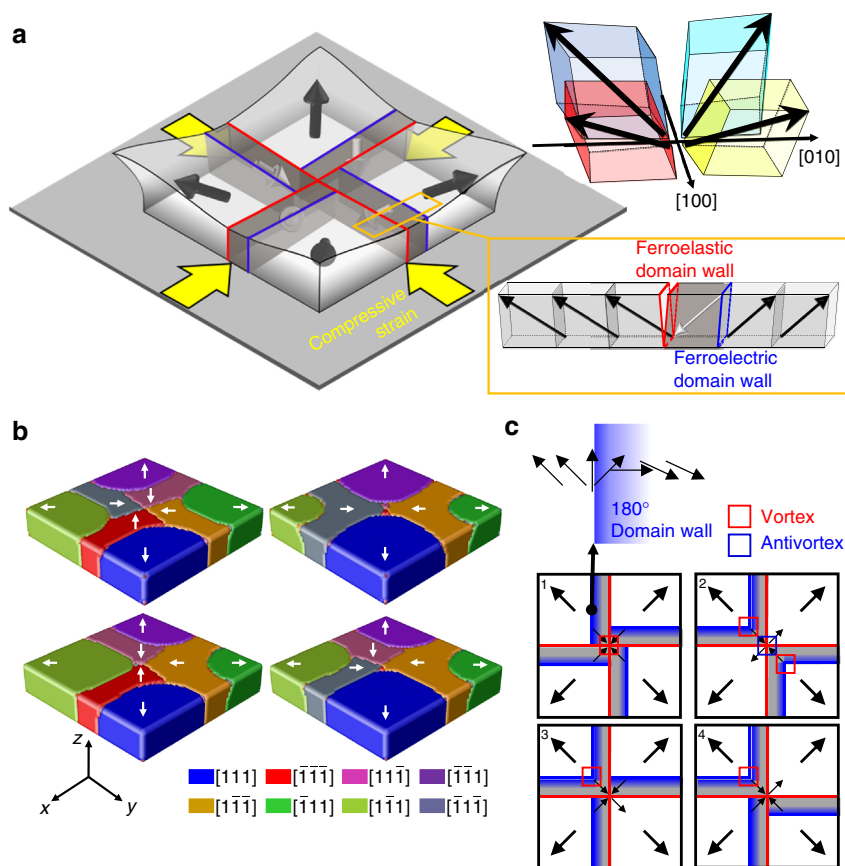 a
[010]
[100]
Ferroelastic
domain wall
Compressive
strain
Ferroelectric
domain wall
b
c
180°
Domain wall
Vortex
Antivortex
1
2
3
4
z
x
y
[111]
[1̅1̅1̅]
[111̅]
[1̅1̅1]
[11̅1̅]
[1̅11]
[11̅1]
[1̅11̅]